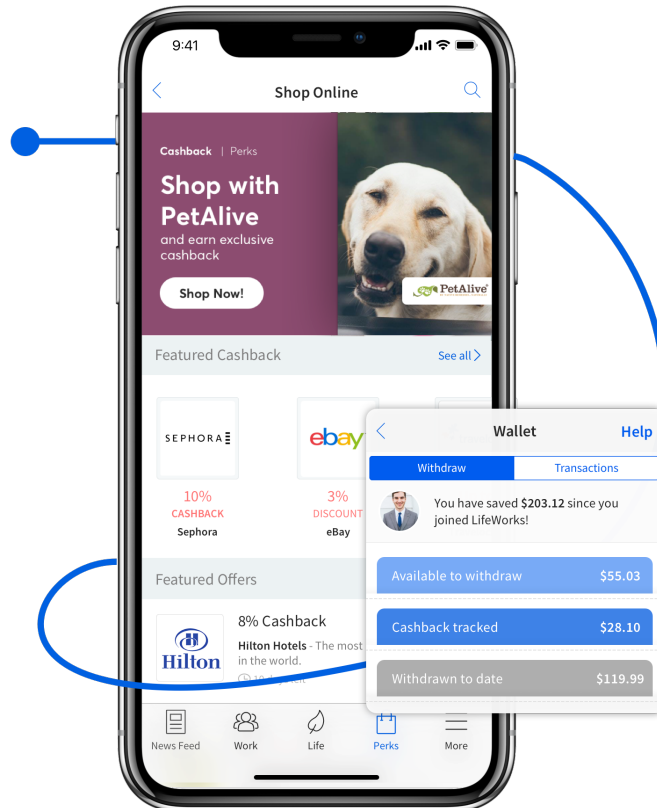 9:41
Shop Online
Cashback | Perks
Shop with
PetAlive
and earn exclusive
cashback
Shop Now!
PetAlive
Featured Cashback
See all
SEPHORA
ebay
10%
CASHBACK
Sephora
3%
DISCOUNT
eBay
Featured Offers
Hilton
8% Cashback
Hilton Hotels - The most
in the world.
News Feed
Work
Life
Perks
More
Wallet
Help
Withdraw
Transactions
You have saved $203.12 since you
joined LifeWorks!
Available to withdraw $55.03
Cashback tracked $28.10
Withdrawn to date $119.99